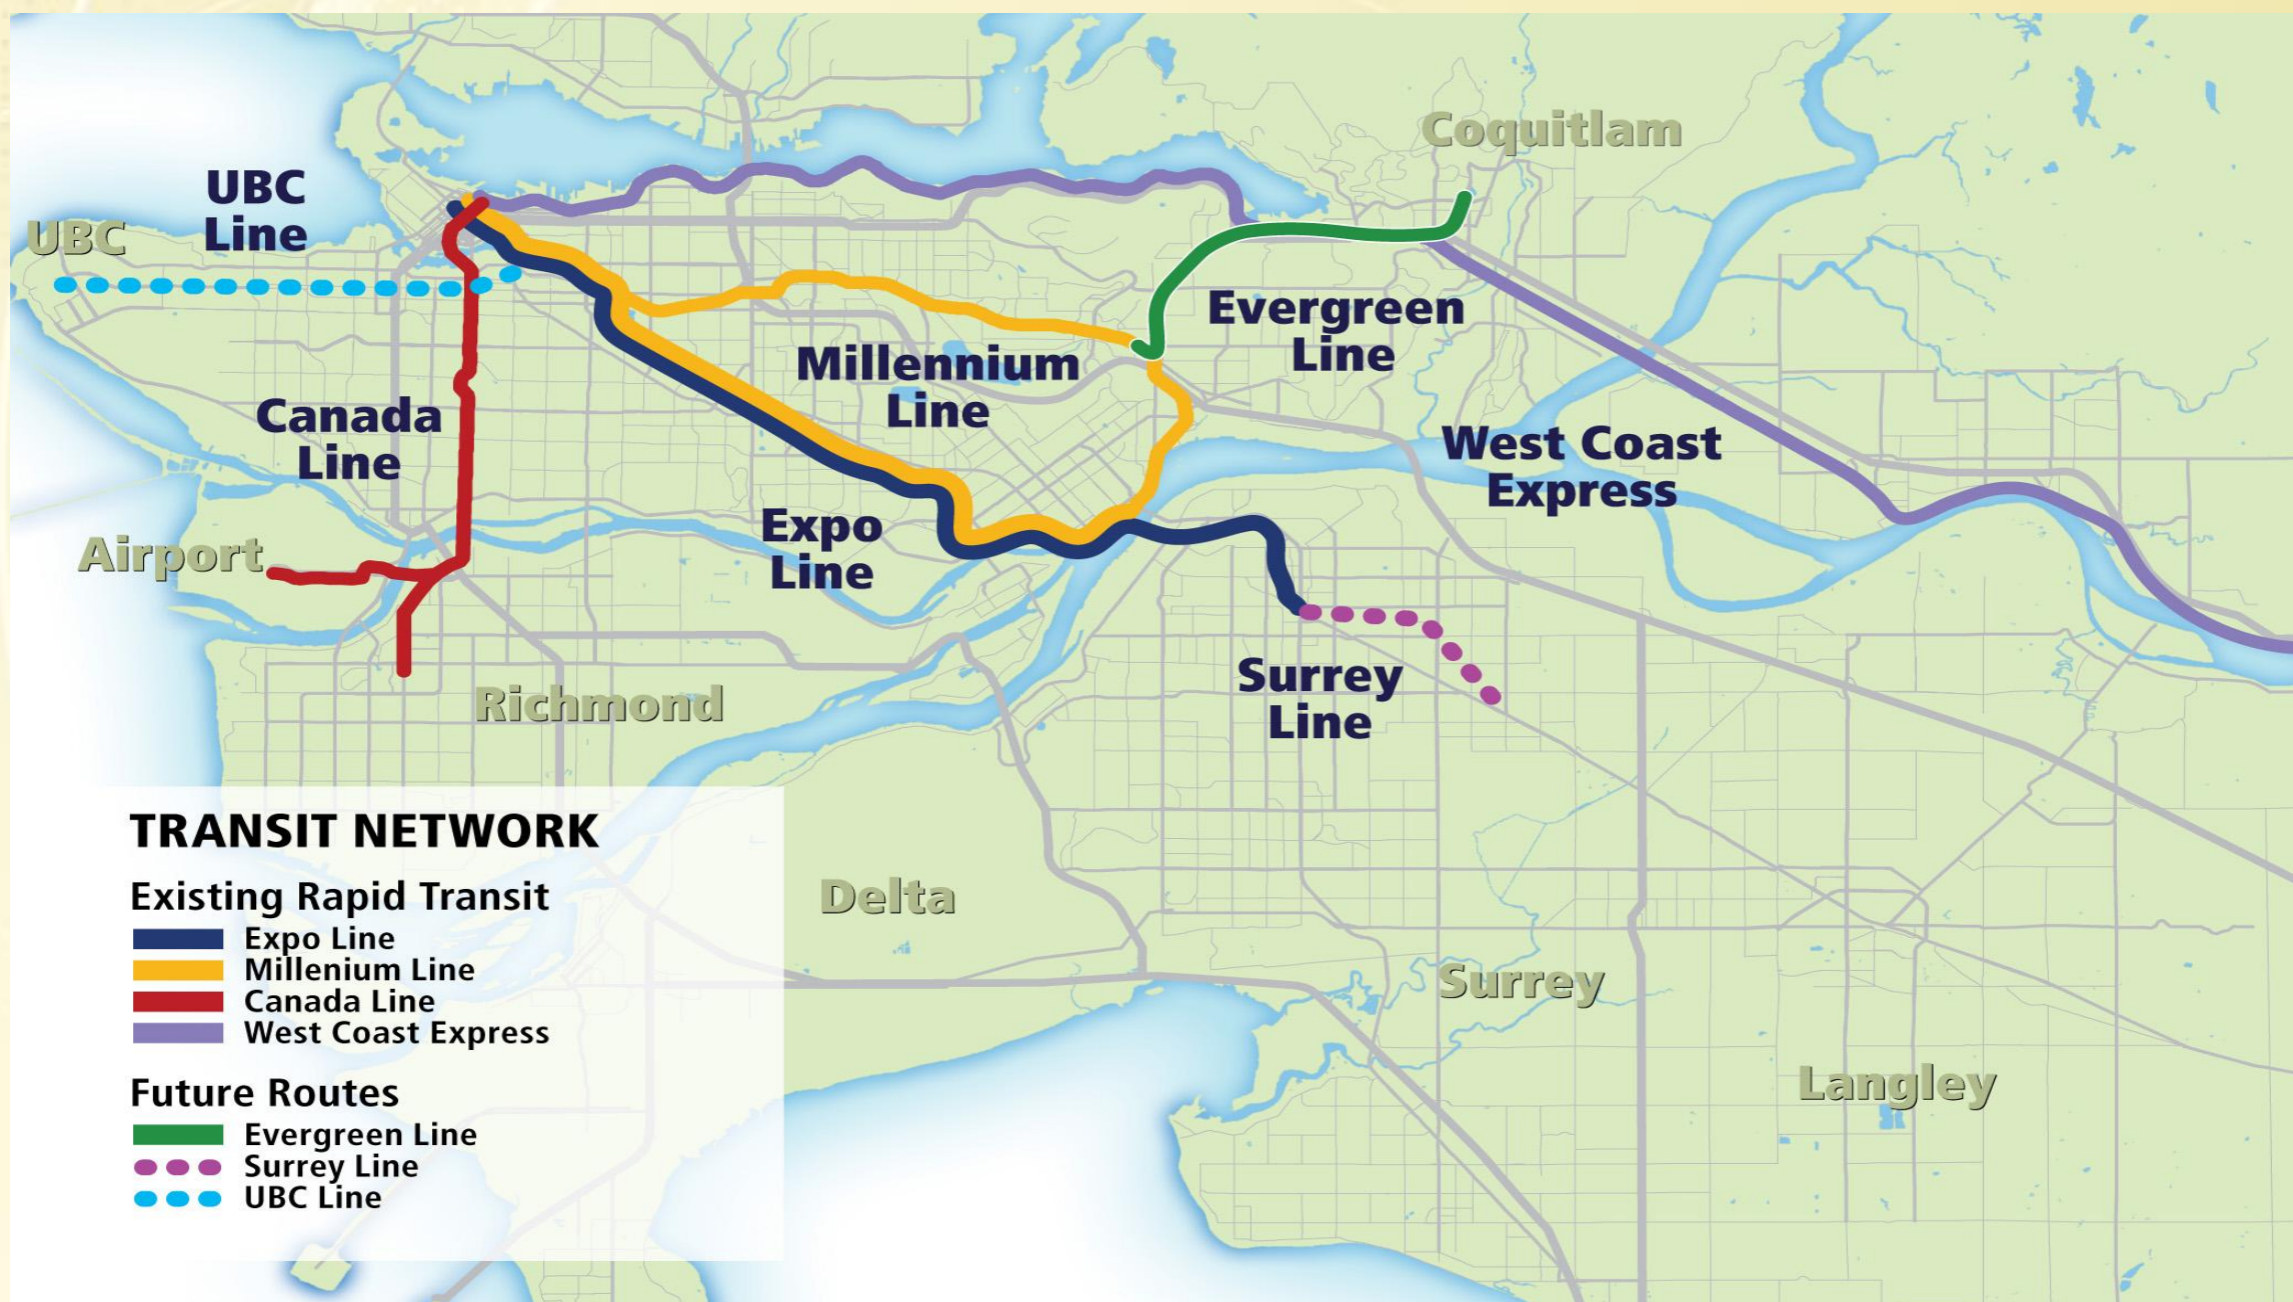 Coquitlam
UBC
Line
UBC
Evergreen
Line
Millennium
Line
Canada
Line
West Coast
Express
Expo
Line
Airport
Surrey
Line
Richmond
TRANSIT NETWORK
Existing Rapid Transit
Expo Line
Millenium Line
Canada Line
West Coast Express
Future Routes
Evergreen Line
Surrey Line
UBC Line
Delta
Surrey
Langley